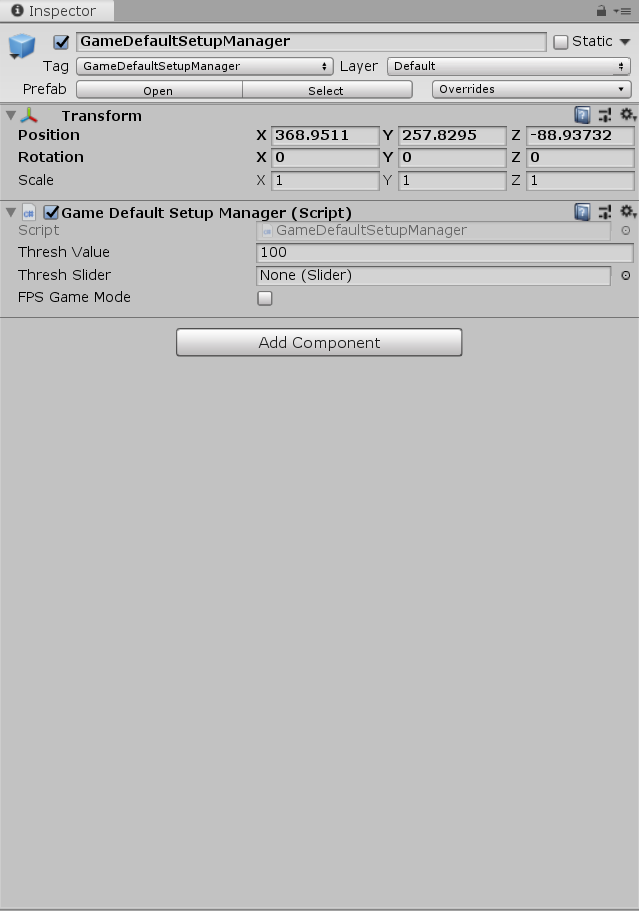 Inspector
GameDefaultSetupManager Static
Tag GameDefaultSetupManager Layer Default
Prefab Open Select Overrides
Transform
Position X 368.9511 Y 257.8295 Z -88.93732
Rotation X 0 Y 0 Z 0
Scale X 1 Y 1 Z 1
c# Game Default Setup Manager (Script)
Script GameDefaultSetupManager
Thresh Value 100
Thresh Slider None (Slider)
FPS Game Mode
Add Component